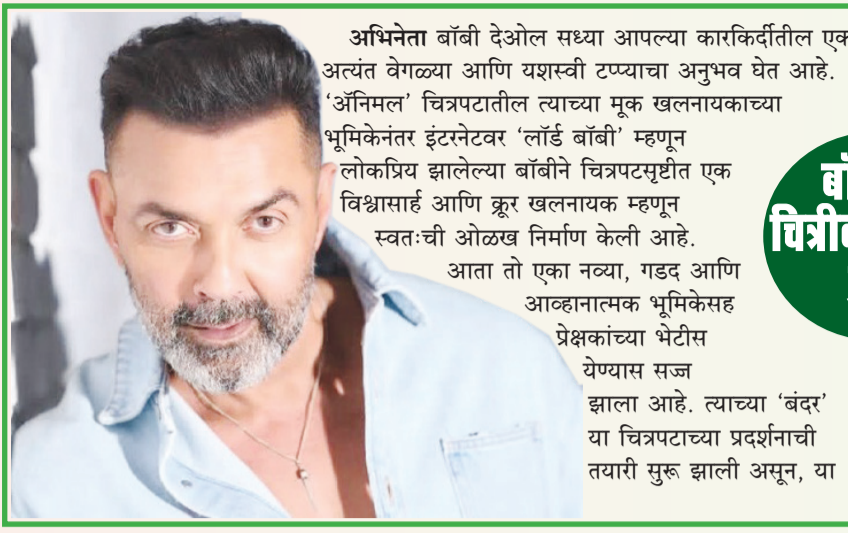 अभिनेता बॉबी देओल सध्या आपल्या कारकिर्दीतील एक
अत्यंत वेगळ्या आणि यशस्वी टप्प्याचा अनुभव घेत आहे.
‘ॲनिमल’ चित्रपटातील त्याच्या मूक खलनायकाच्या
भूमिकेनंतर इंटरनेटवर ‘लॉर्ड बॉबी’ म्हणून
लोकप्रिय झालेल्या बॉबीने चित्रपटसृष्टीत एक
विश्वासार्ह आणि क्रूर खलनायक म्हणून
स्वतःची ओळख निर्माण केली आहे.
आता तो एका नव्या, गडद आणि
आव्हानात्मक भूमिकेसह
प्रेक्षकांच्या भेटीस
येण्यास सज्ज
झाला आहे. त्याच्या ‘बंदर’
या चित्रपटाच्या प्रदर्शनाची
तयारी सुरू झाली असून, या